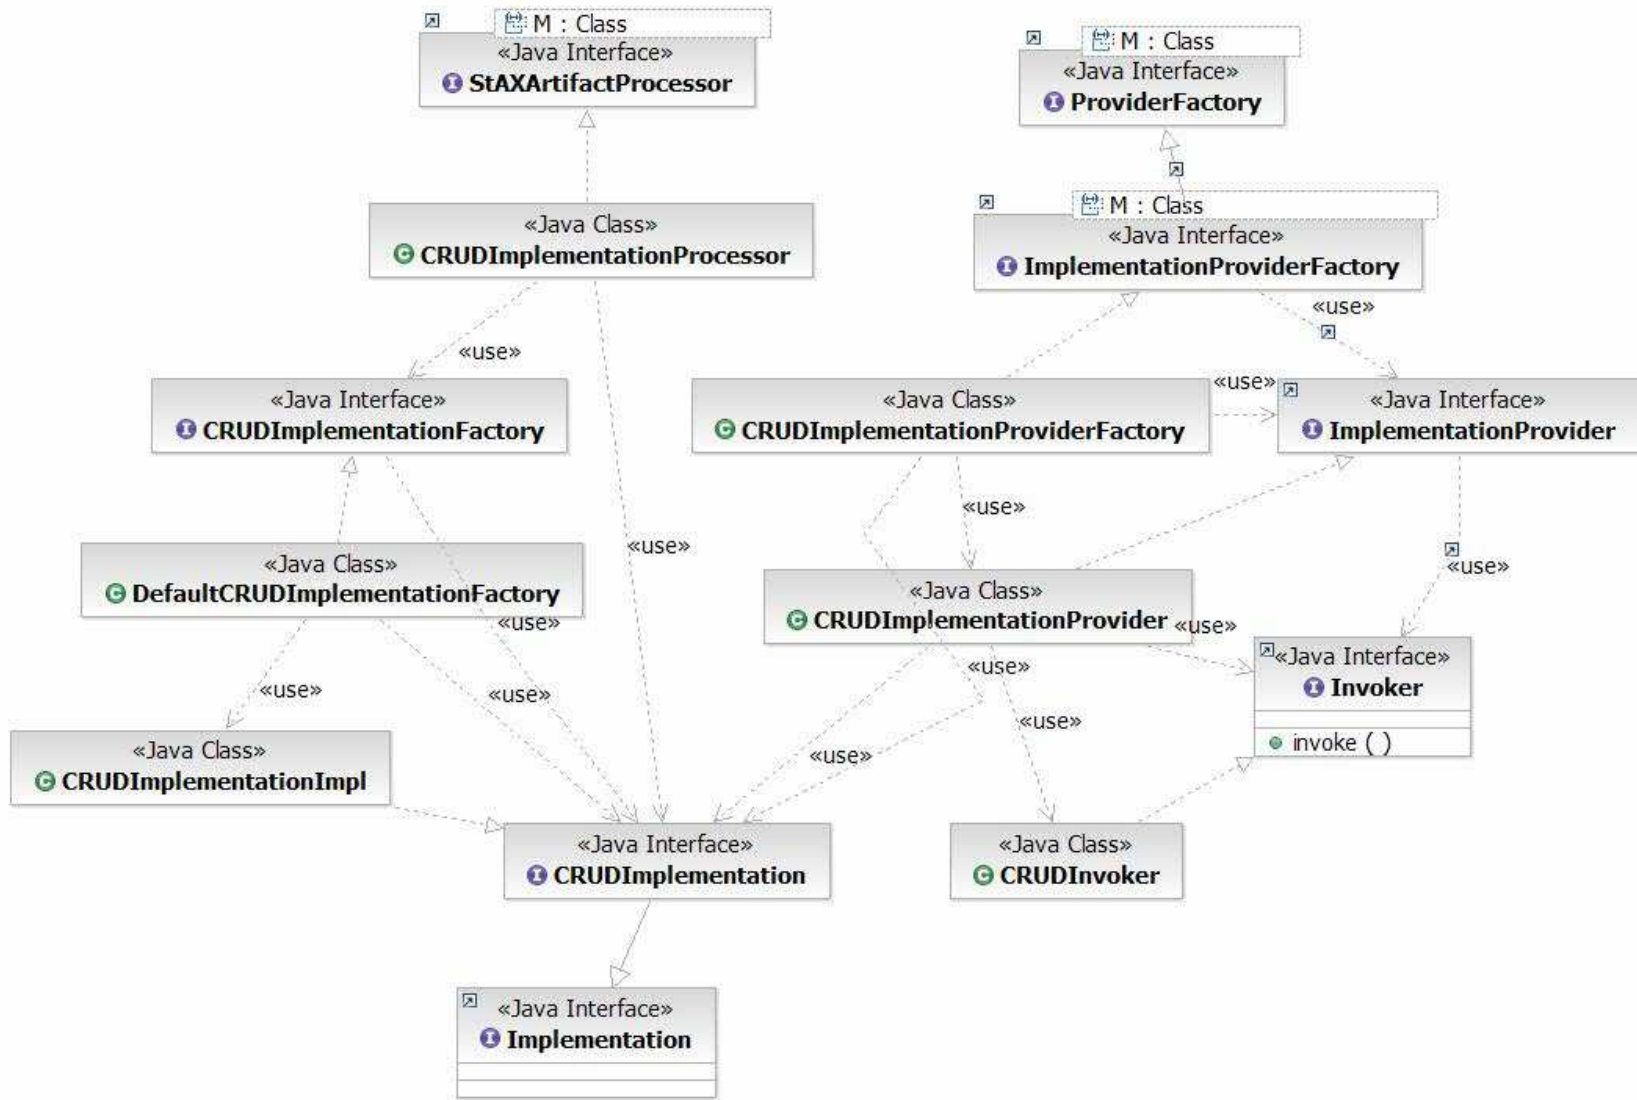 M : Class
«Java Interface»
StAXArtifactProcessor
M : Class
«Java Interface»
ProviderFactory
«Java Class»
CRUDImplementationProcessor
M : Class
«Java Interface»
ImplementationProviderFactory
«use»
«use»
«Java Interface»
CRUDImplementationFactory
«Java Class»
CRUDImplementationProviderFactory
«use»
«Java Interface»
ImplementationProvider
«use»
«use»
«use»
«Java Class»
DefaultCRUDImplementationFactory
«Java Class»
CRUDImplementationProvider
«use»
«use»
«use»
«use»
«use»
«Java Interface»
Invoker
invoke ( )
«use»
«use»
«Java Class»
CRUDImplementationImpl
«Java Interface»
CRUDImplementation
«Java Class»
CRUDInvoker
«Java Interface»
Implementation